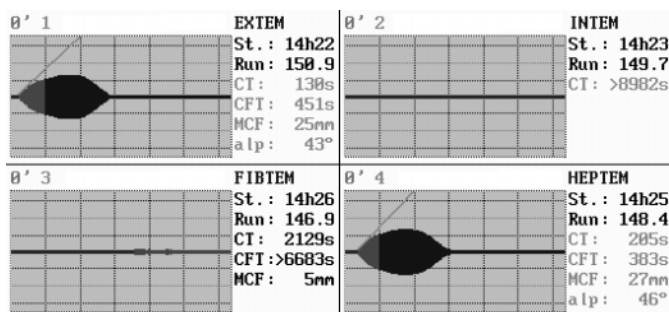 0' 1 EXTEM
St.: 14h22
Run: 150.9
CT: 130s
CFT: 451s
MCF: 25mm
alp: 43°
0' 2 INTEM
St.: 14h23
Run: 149.7
CT: >8982s
0' 3 FIBTEM
St.: 14h26
Run: 146.9
CT: 2129s
CFT:>6683s
MCF: 5mm
0' 4 HEPTEM
St.: 14h25
Run: 148.4
CT: 205s
CFT: 383s
MCF: 27mm
alp: 46°